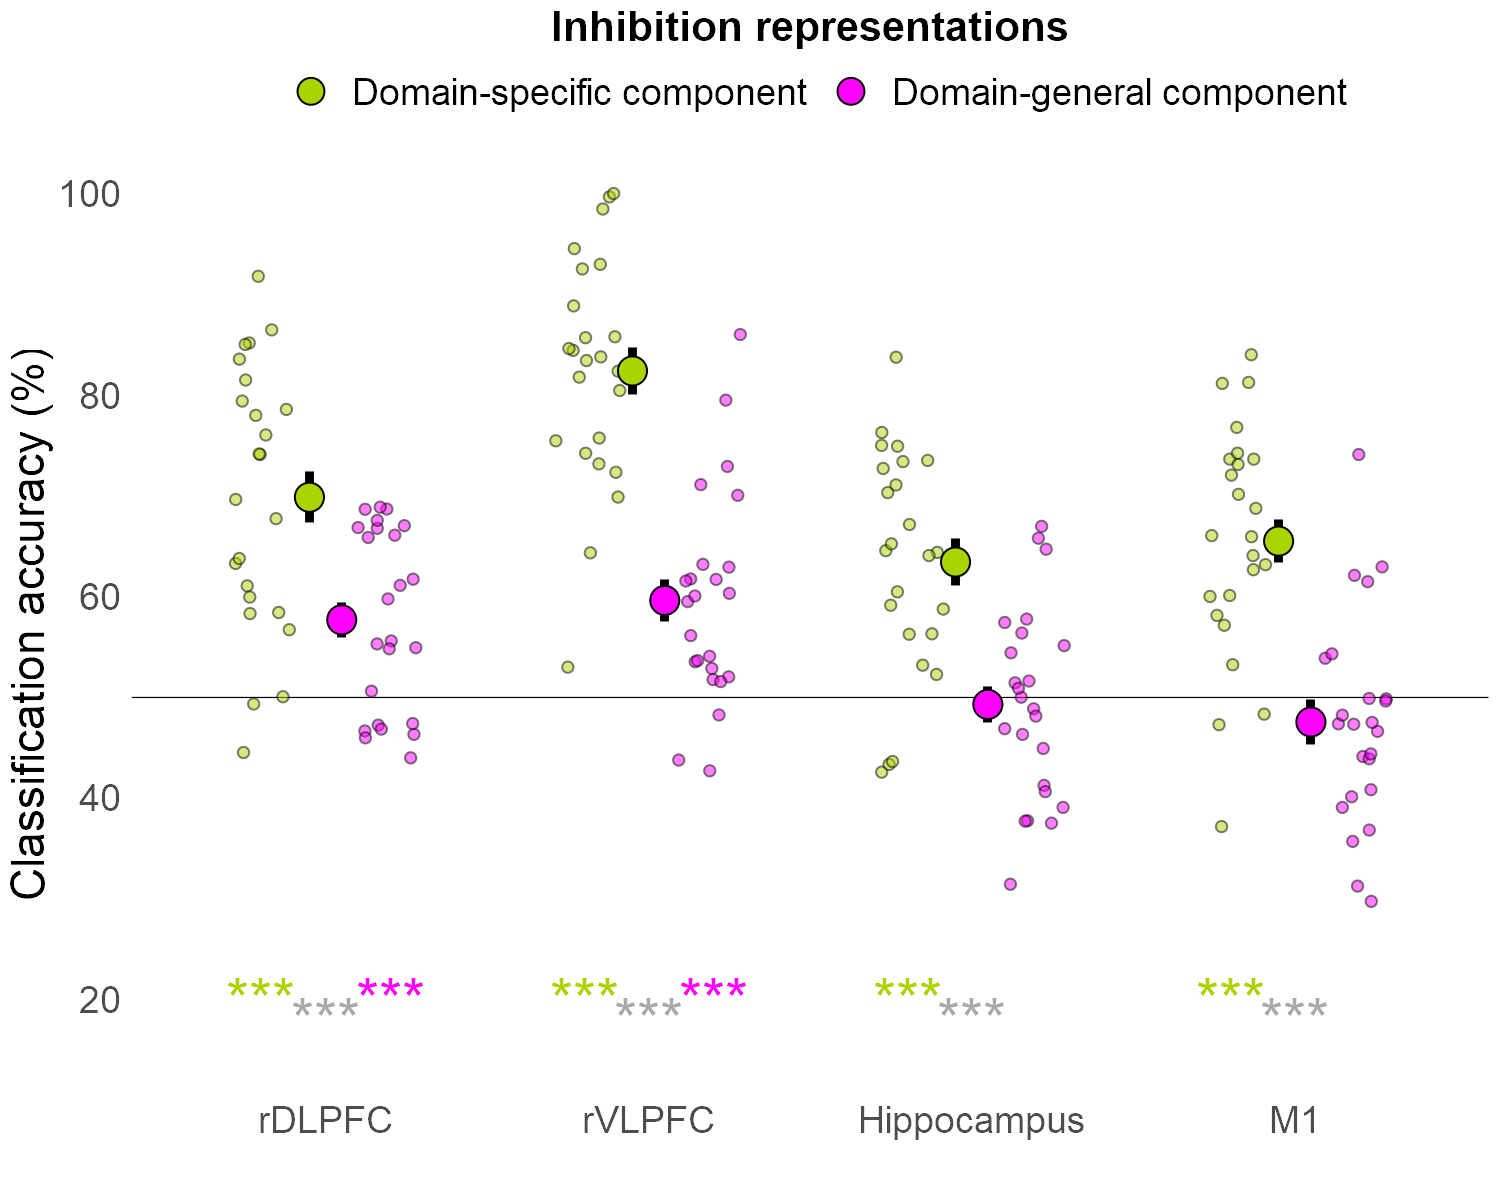 Inhibition representations
Domain-specific component Domain-general component
Classification accuracy (%)
100
80
60
40
20
*** *** *** *** *** ***
*** *** *** ***
rDLPFC rVLPFC Hippocampus M1